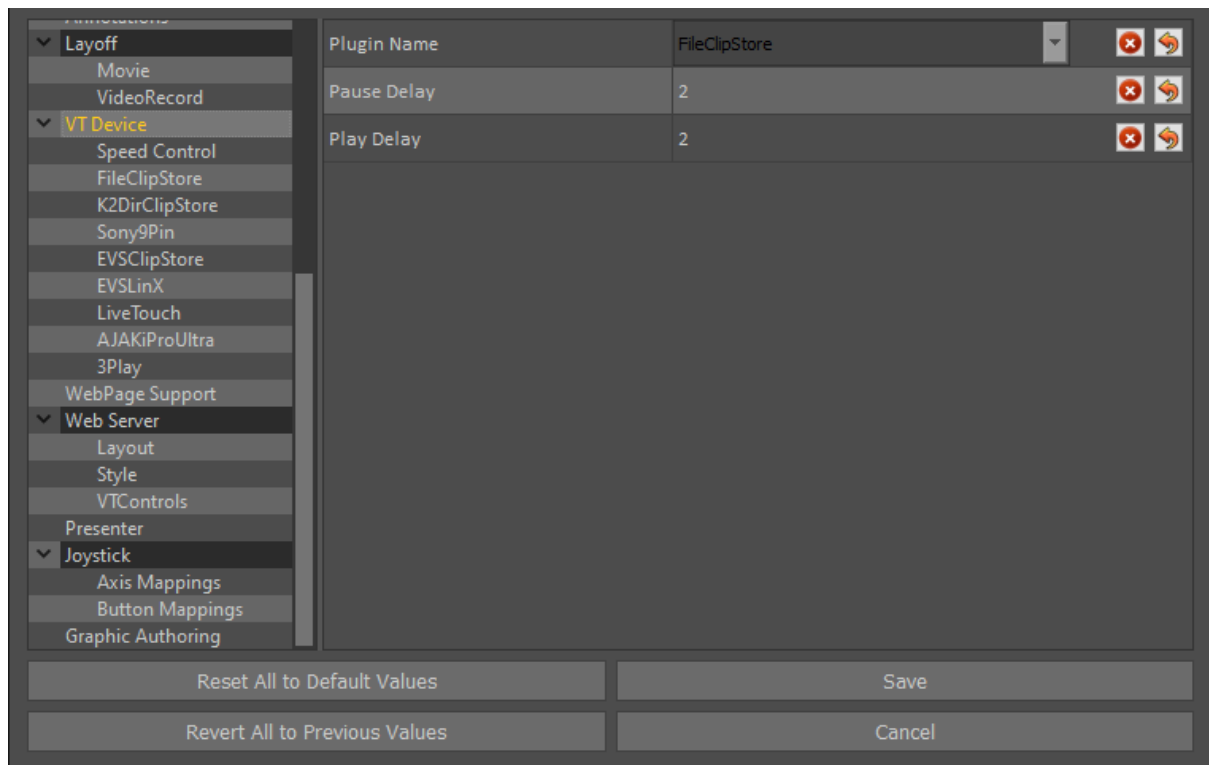 Annotations
Layoff
Movie
VideoRecord
VT Device
Speed Control
FileClipStore
K2DirClipStore
Sony9Pin
EVSClipStore
EVSLinX
LiveTouch
AJAKiProUltra
3Play
WebPage Support
Web Server
Layout
Style
VTControls
Presenter
Joystick
Axis Mappings
Button Mappings
Graphic Authoring
Plugin Name FileClipStore
Pause Delay 2
Play Delay 2
Reset All to Default Values Save
Revert All to Previous Values Cancel